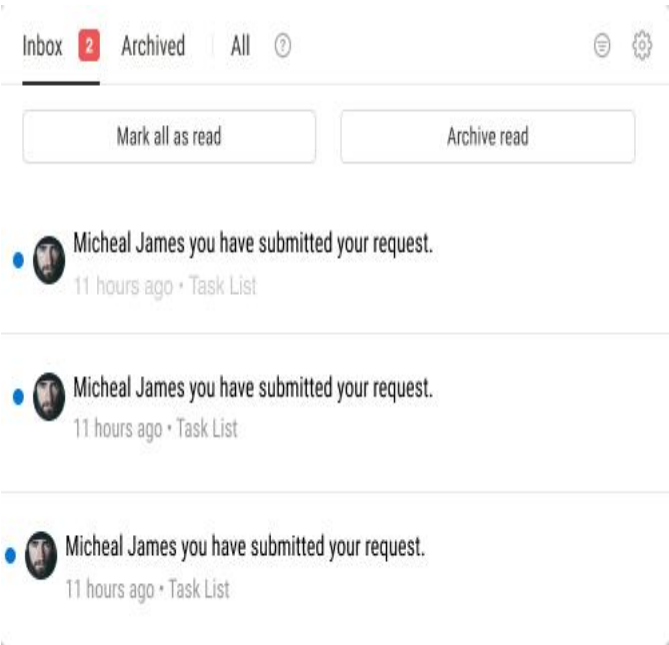 Inbox 2 Archived All ?
Mark all as read Archive read
Micheal James you have submitted your request.
11 hours ago • Task List
Micheal James you have submitted your request.
11 hours ago • Task List
Micheal James you have submitted your request.
11 hours ago • Task List